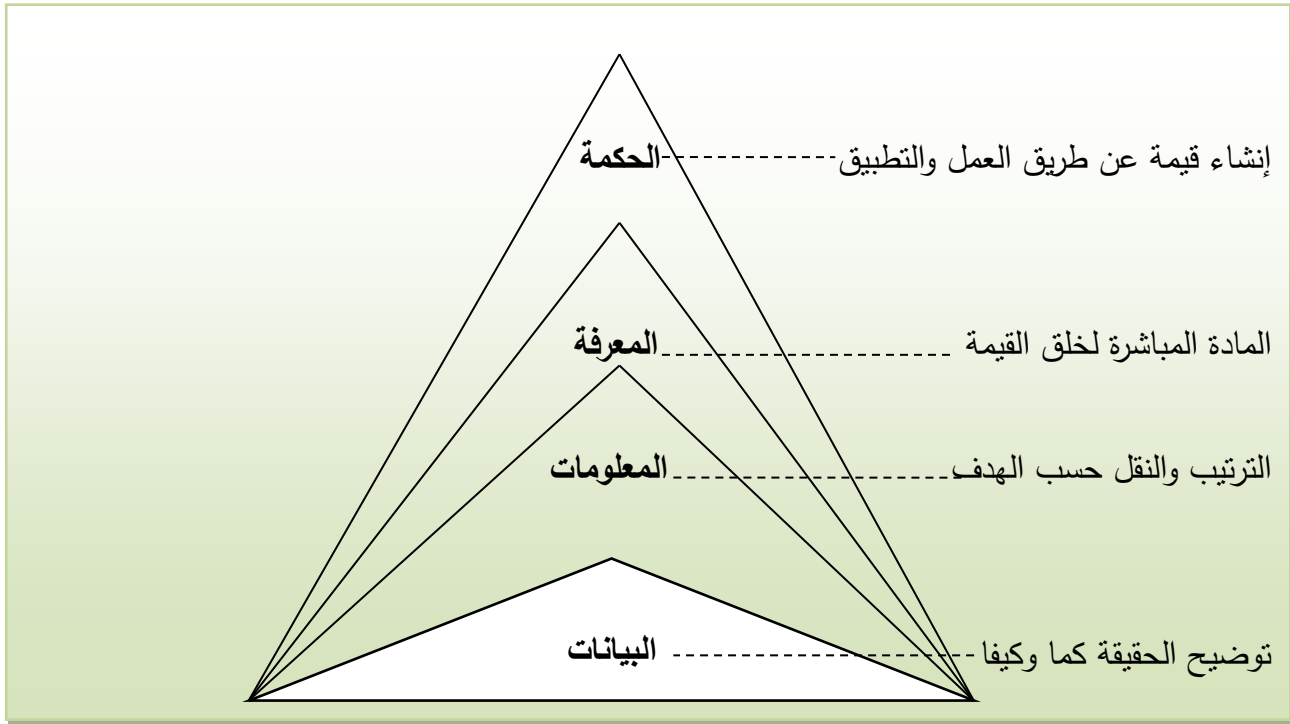 الحكمة إنشاء قيمة عن طريق العمل والتطبيق
المعرفة المادة المباشرة لخلق القيمة
المعلومات الترتيب والنقل حسب الهدف
البيانات توضيح الحقيقة كما وكيفا